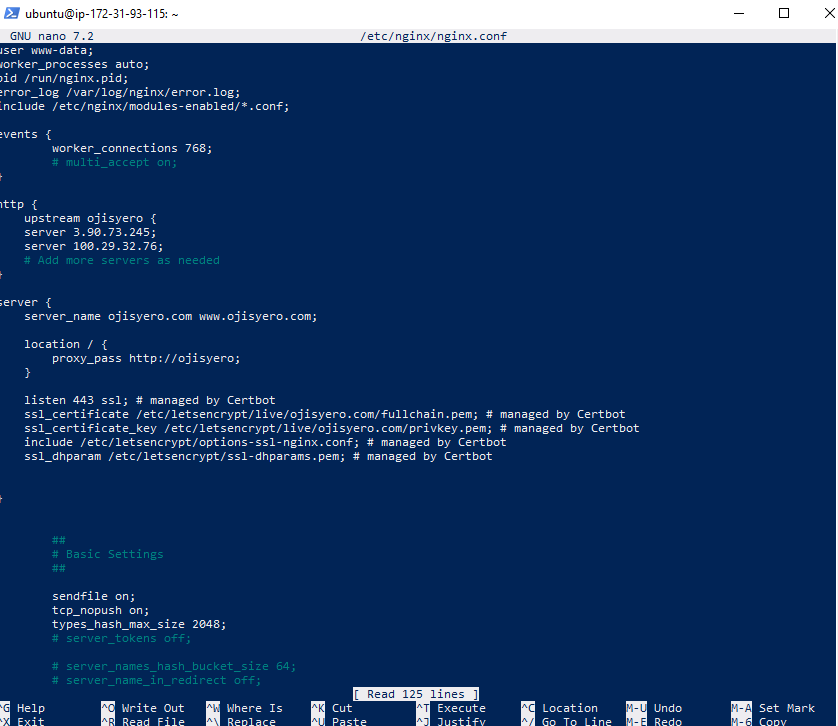 ubuntu@ip-172-31-93-115: ~
GNU nano 7.2 /etc/nginx/nginx.conf
user www-data;
worker_processes auto;
pid /run/nginx.pid;
error_log /var/log/nginx/error.log;
include /etc/nginx/modules-enabled/*.conf;
events {
worker_connections 768;
# multi_accept on;
}
http {
upstream ojisyero {
server 3.90.73.245;
server 100.29.32.76;
# Add more servers as needed
}
server {
server_name ojisyero.com www.ojisyero.com;
location / {
proxy_pass http://ojisyero;
}
listen 443 ssl; # managed by Certbot
ssl_certificate /etc/letsencrypt/live/ojisyero.com/fullchain.pem; # managed by Certbot
ssl_certificate_key /etc/letsencrypt/live/ojisyero.com/privkey.pem; # managed by Certbot
include /etc/letsencrypt/options-ssl-nginx.conf; # managed by Certbot
ssl_dhparam /etc/letsencrypt/ssl-dhparams.pem; # managed by Certbot
}
##
# Basic Settings
##
sendfile on;
tcp_nopush on;
types_hash_max_size 2048;
# server_tokens off;
# server_names_hash_bucket_size 64;
# server_name_in_redirect off;
[ Read 125 lines ]
^G Help ^O Write Out ^W Where Is ^K Cut ^T Execute ^C Location M-U Undo M-A Set Mark
^X Exit ^R Read File ^\ Replace ^U Paste ^J Justify ^/ Go To Line M-E Redo M-6 Copy